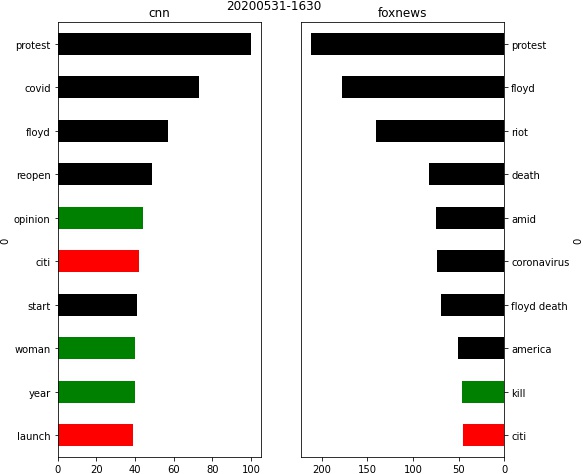 20200531-1630
cnn
foxnews
protest
covid
floyd
reopen
opinion
citi
start
woman
year
launch
0
0 20 40 60 80 100
protest
floyd
riot
death
amid
coronavirus
floyd death
america
kill
citi
0
200 150 100 50 0